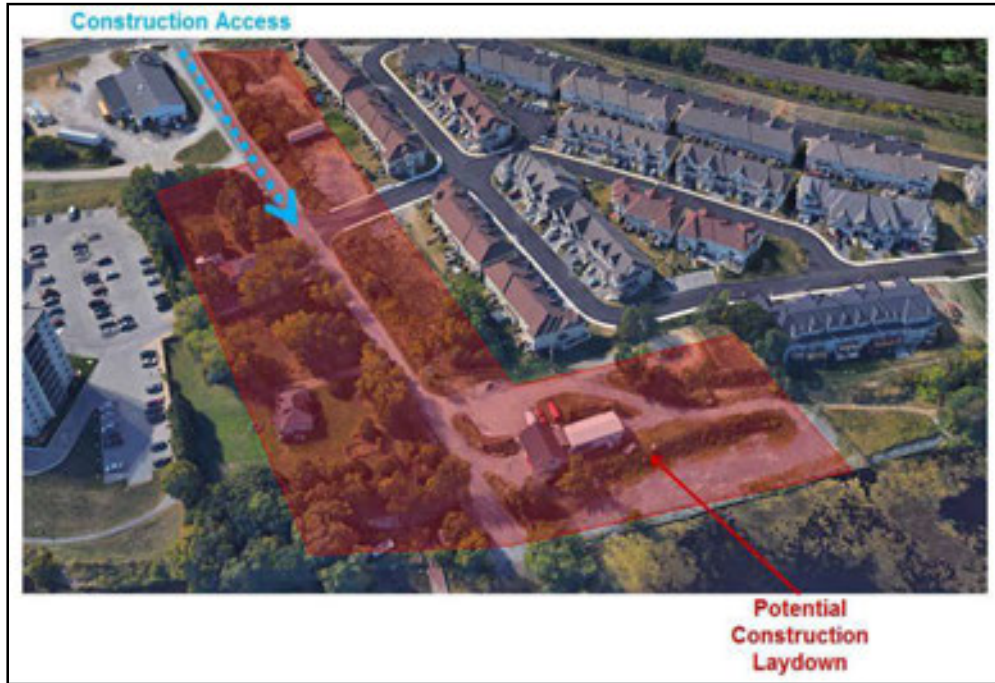 Construction Access
Potential
Construction
Laydown